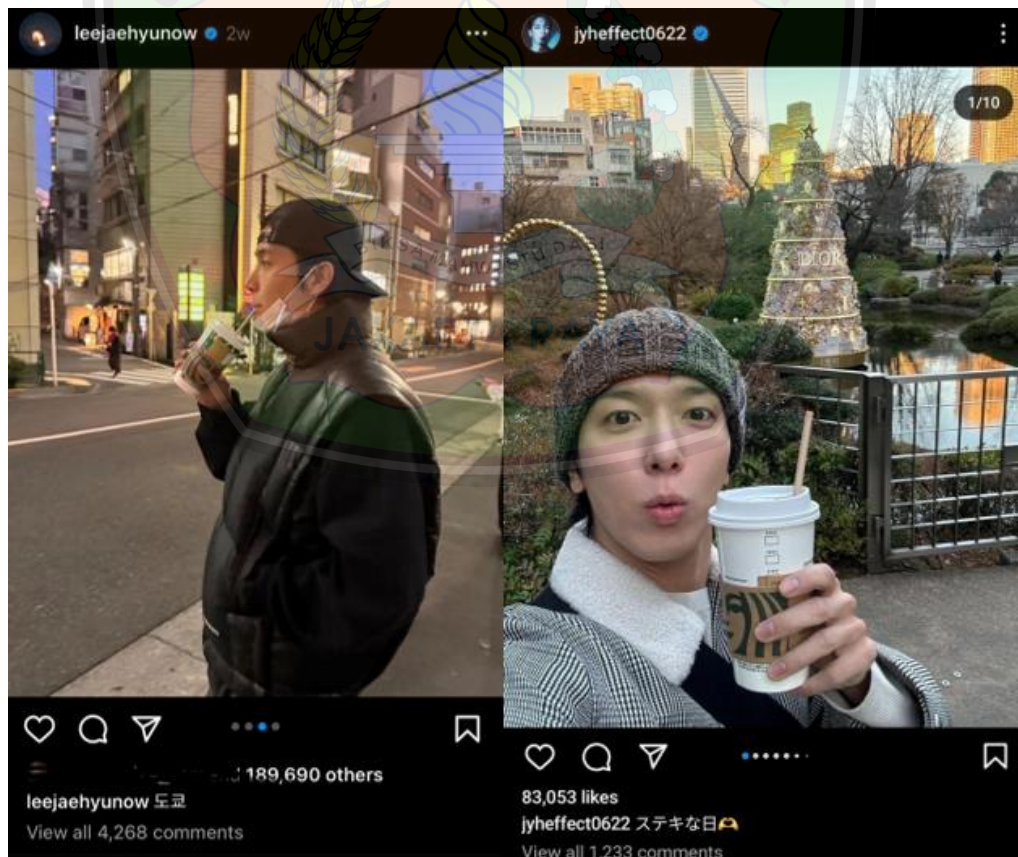 leejaehyunow 2w
189,690 others
leejaehyunow 도쿄
View all 4,268 comments
jyheffect0622
1/10
DIOR
83,053 likes
jyheffect0622 ステキな日🫶
View all 1,233 comments